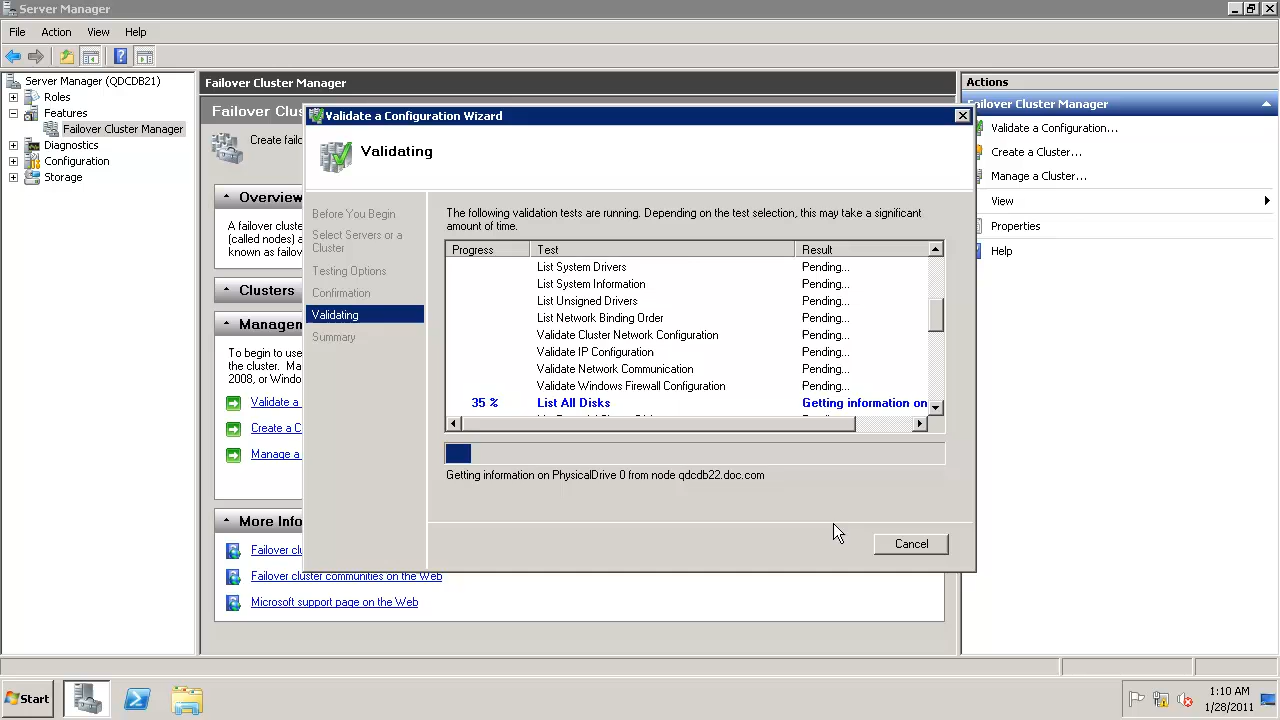 Server Manager
File Action View Help
Server Manager (QDCDB21)
Roles
Features
Failover Cluster Manager
Diagnostics
Configuration
Storage
Failover Cluster Manager
Failover Clus
Create failo
Overview
A failover cluste
(called nodes) a
known as failov
Clusters
Managem
To begin to use
the cluster. Ma
2008, or Windo
Validate a
Create a C
Manage a
More Info
Failover clu
Failover cluster communities on the Web
Microsoft support page on the Web
Validate a Configuration Wizard
Validating
Before You Begin
Select Servers or a
Cluster
Testing Options
Confirmation
Validating
Summary
The following validation tests are running. Depending on the test selection, this may take a significant
amount of time.
Progress Test Result
List System Drivers Pending...
List System Information Pending...
List Unsigned Drivers Pending...
List Network Binding Order Pending...
Validate Cluster Network Configuration Pending...
Validate IP Configuration Pending...
Validate Network Communication Pending...
Validate Windows Firewall Configuration Pending...
35 % List All Disks Getting information on
Getting information on PhysicalDrive 0 from node qdcdb22.doc.com
Cancel
Actions
Failover Cluster Manager
Validate a Configuration...
Create a Cluster...
Manage a Cluster...
View
Properties
Help
Start
1:10 AM
1/28/2011